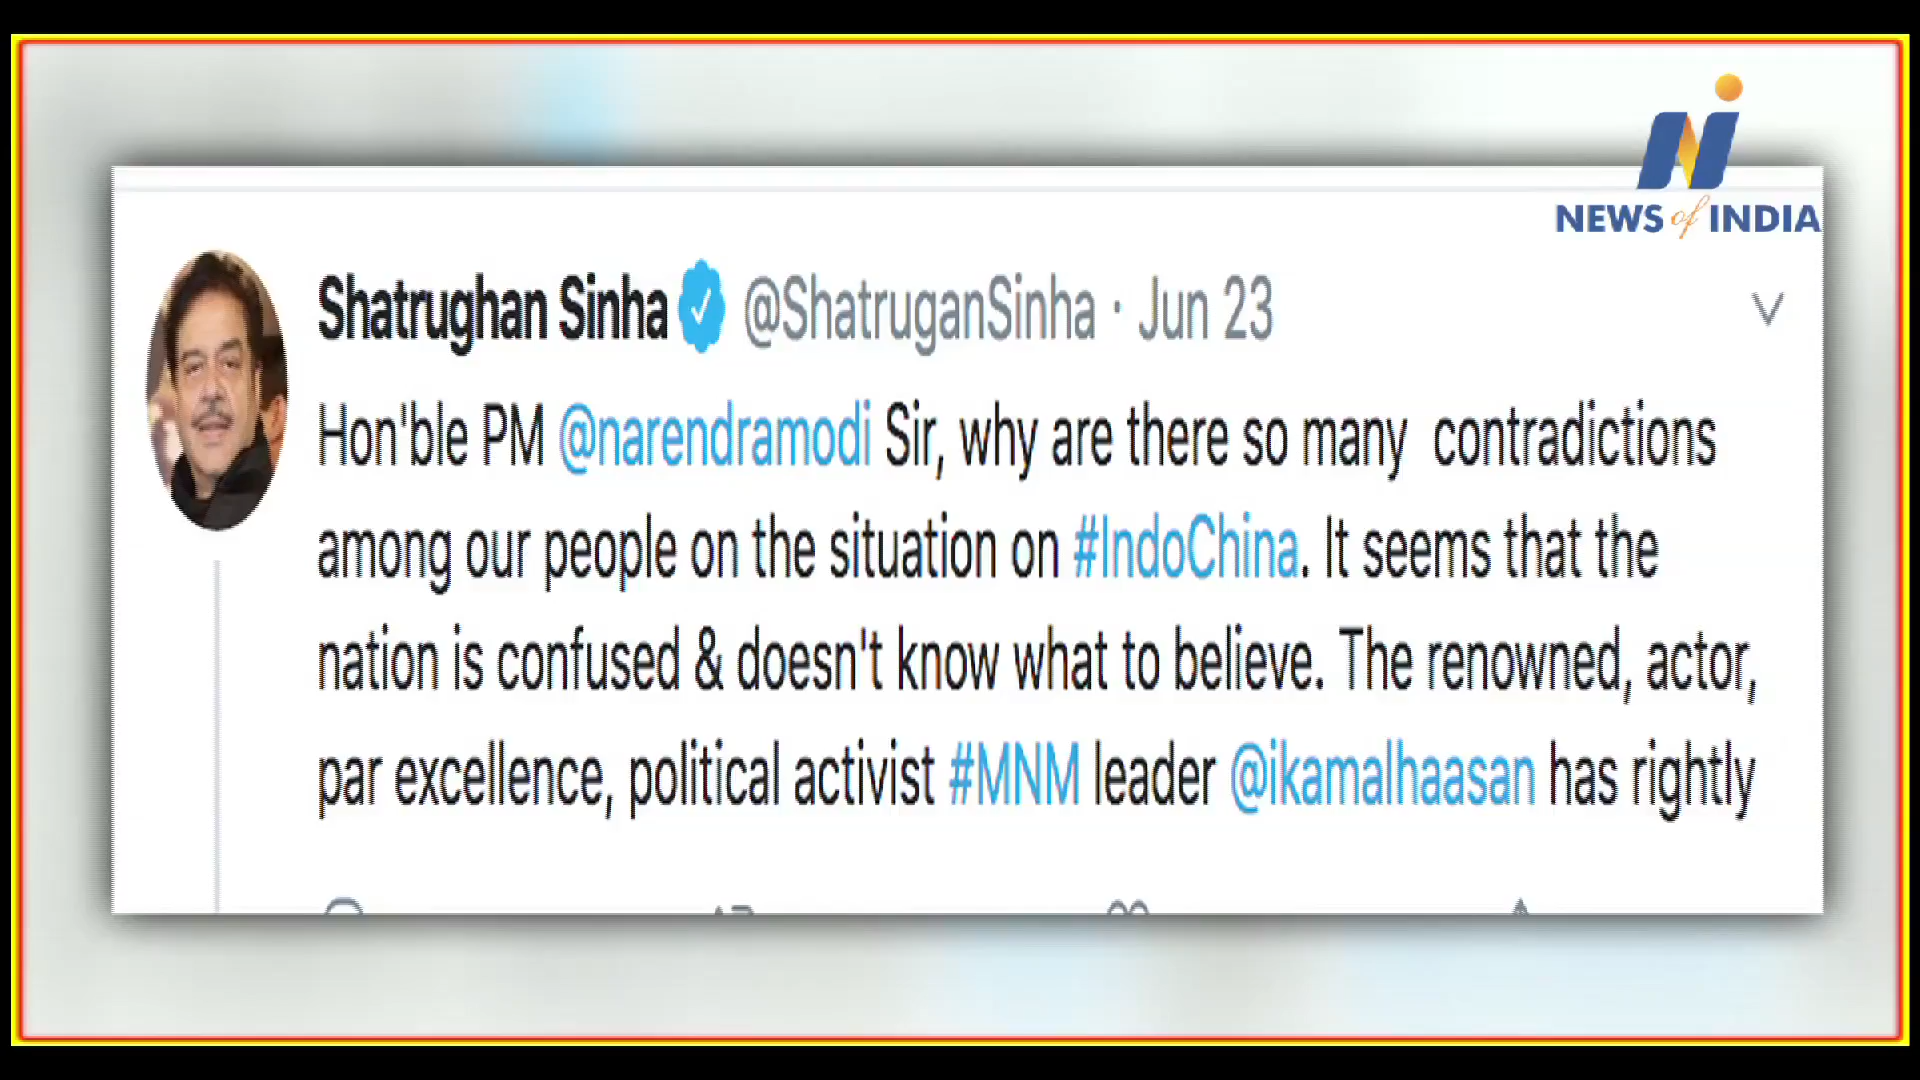 NEWS of INDIA
Shatrughan Sinha @ShatruganSinha · Jun 23
Hon'ble PM @narendramodi Sir, why are there so many contradictions
among our people on the situation on #IndoChina. It seems that the
nation is confused & doesn't know what to believe. The renowned, actor,
par excellence, political activist #MNM leader @ikamalhaasan has rightly